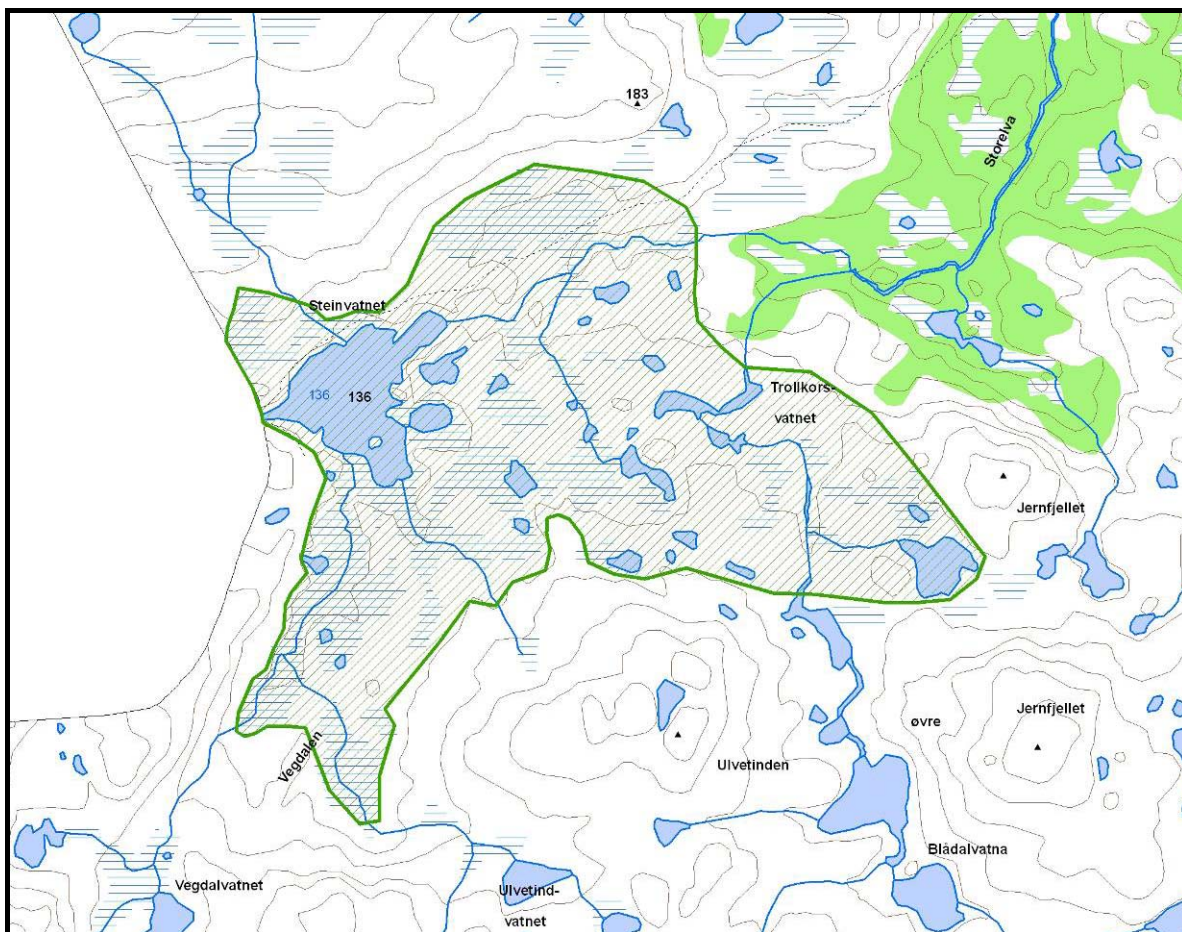 183
Storelva
Steinvatnet
136
136
Trollkors-
vatnet
Jernfjellet
Jernfjellet
øvre
Vegdalen
Ulvetinden
Blådalvatna
Vegdalvatnet
Ulvetind-
vatnet